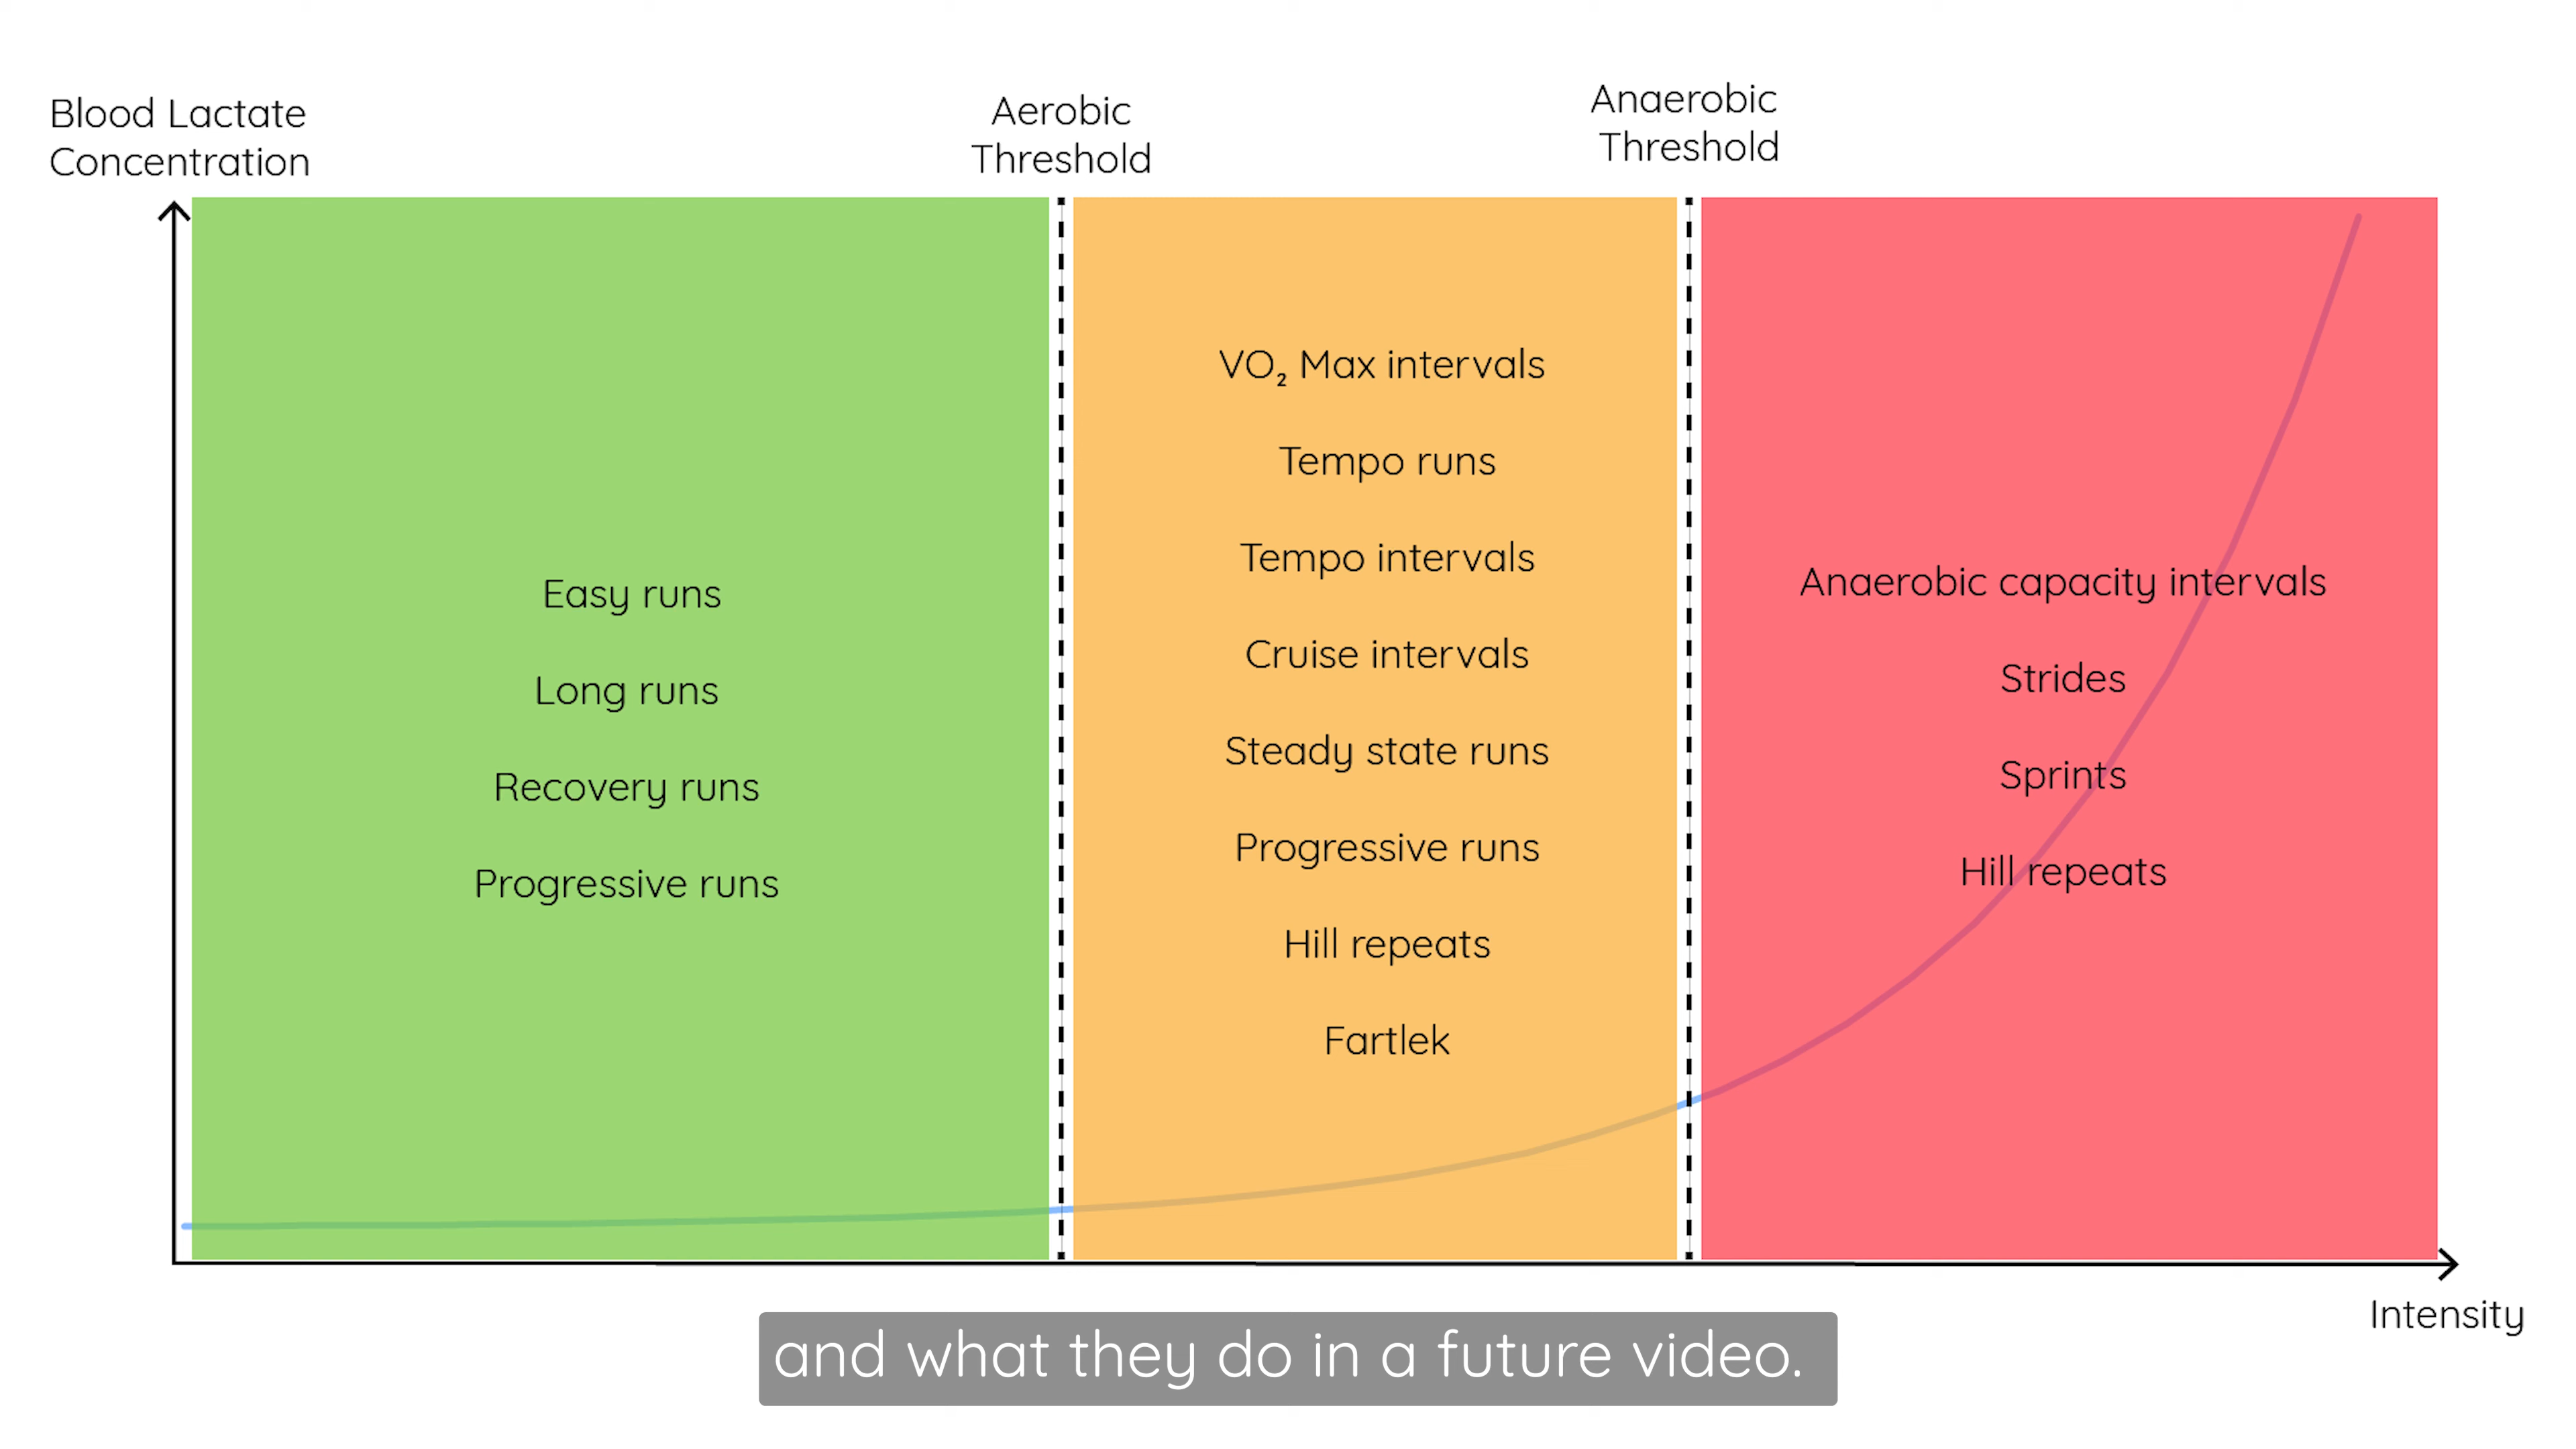 Blood Lactate
Concentration
Aerobic
Threshold
Anaerobic
Threshold
Easy runs
Long runs
Recovery runs
Progressive runs
VO₂ Max intervals
Tempo runs
Tempo intervals
Cruise intervals
Steady state runs
Progressive runs
Hill repeats
Fartlek
Anaerobic capacity intervals
Strides
Sprints
Hill repeats
Intensity
and what they do in a future video.